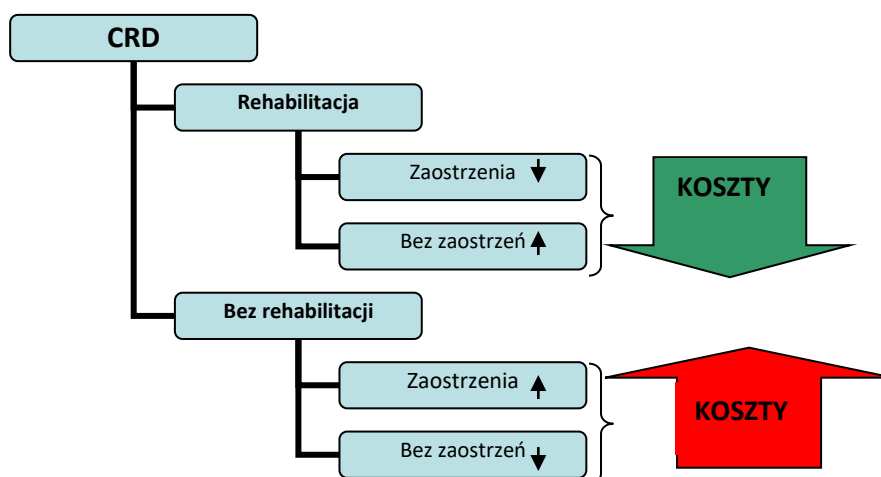 CRD
Rehabilitacja
Zaostrzenia
Bez zaostrzeń
KOSZTY
Bez rehabilitacji
Zaostrzenia
Bez zaostrzeń
KOSZTY